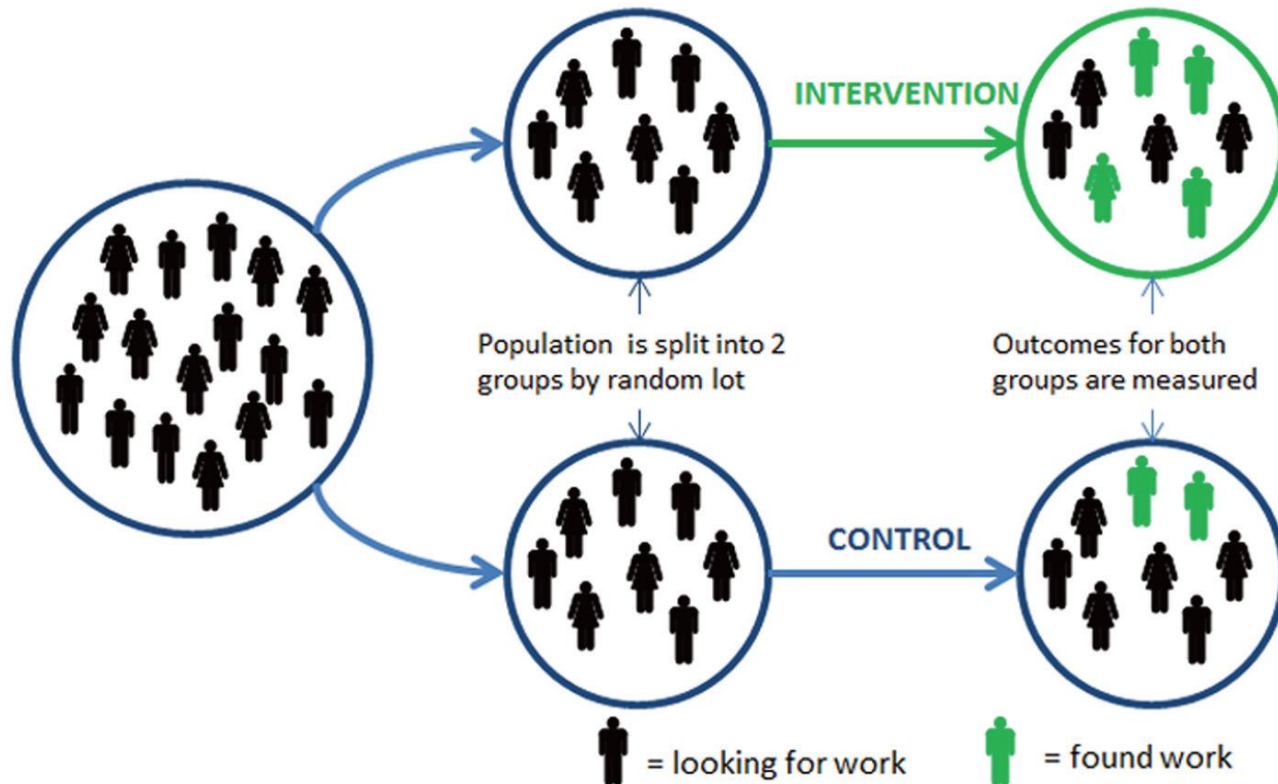 INTERVENTION
Population is split into 2
groups by random lot
Outcomes for both
groups are measured
CONTROL
= looking for work
= found work